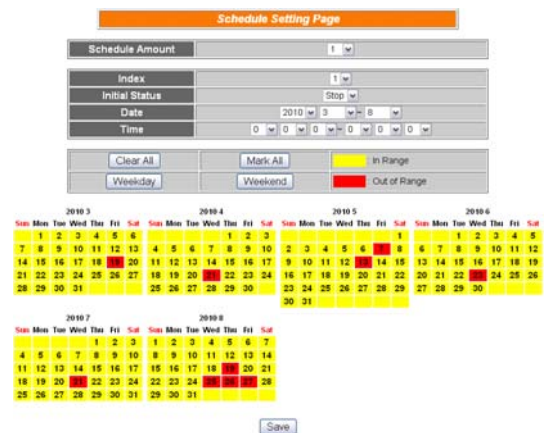 Schedule Setting Page
Schedule Amount 1
Index 1
Initial Status Stop
Date 2010 3 ~ 8
Time 0 0 0 ~ 0 0 0
Clear All Mark All In Range
Weekday Weekend Out of Range
2010 3 2010 4 2010 5 2010 6
Sun Mon Tue Wed Thu Fri Sat Sun Mon Tue Wed Thu Fri Sat Sun Mon Tue Wed Thu Fri Sat Sun Mon Tue Wed Thu Fri Sat
1 2 3 4 5 6 1 2 3 1 1 2 3 4 5
7 8 9 10 11 12 13 4 5 6 7 8 9 10 2 3 4 5 6 7 8 6 7 8 9 10 11 12
14 15 16 17 18 19 20 11 12 13 14 15 16 17 9 10 11 12 13 14 15 13 14 15 16 17 18 19
21 22 23 24 25 26 27 18 19 20 21 22 23 24 16 17 18 19 20 21 22 20 21 22 23 24 25 26
28 29 30 31 25 26 27 28 29 30 23 24 25 26 27 28 29 27 28 29 30
30 31
2010 7 2010 8
Sun Mon Tue Wed Thu Fri Sat Sun Mon Tue Wed Thu Fri Sat
1 2 3 1 2 3 4 5 6 7
4 5 6 7 8 9 10 8 9 10 11 12 13 14
11 12 13 14 15 16 17 15 16 17 18 19 20 21
18 19 20 21 22 23 24 22 23 24 25 26 27 28
25 26 27 28 29 30 31 29 30 31
Save